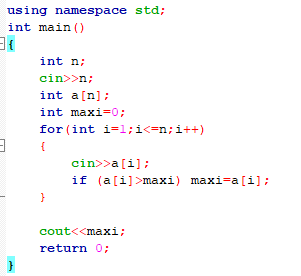 using namespace std;
int main()
{
int n;
cin>>n;
int a[n];
int maxi=0;
for(int i=1;i<=n;i++)
{
cin>>a[i];
if (a[i]>maxi) maxi=a[i];
}
cout<<maxi;
return 0;
}